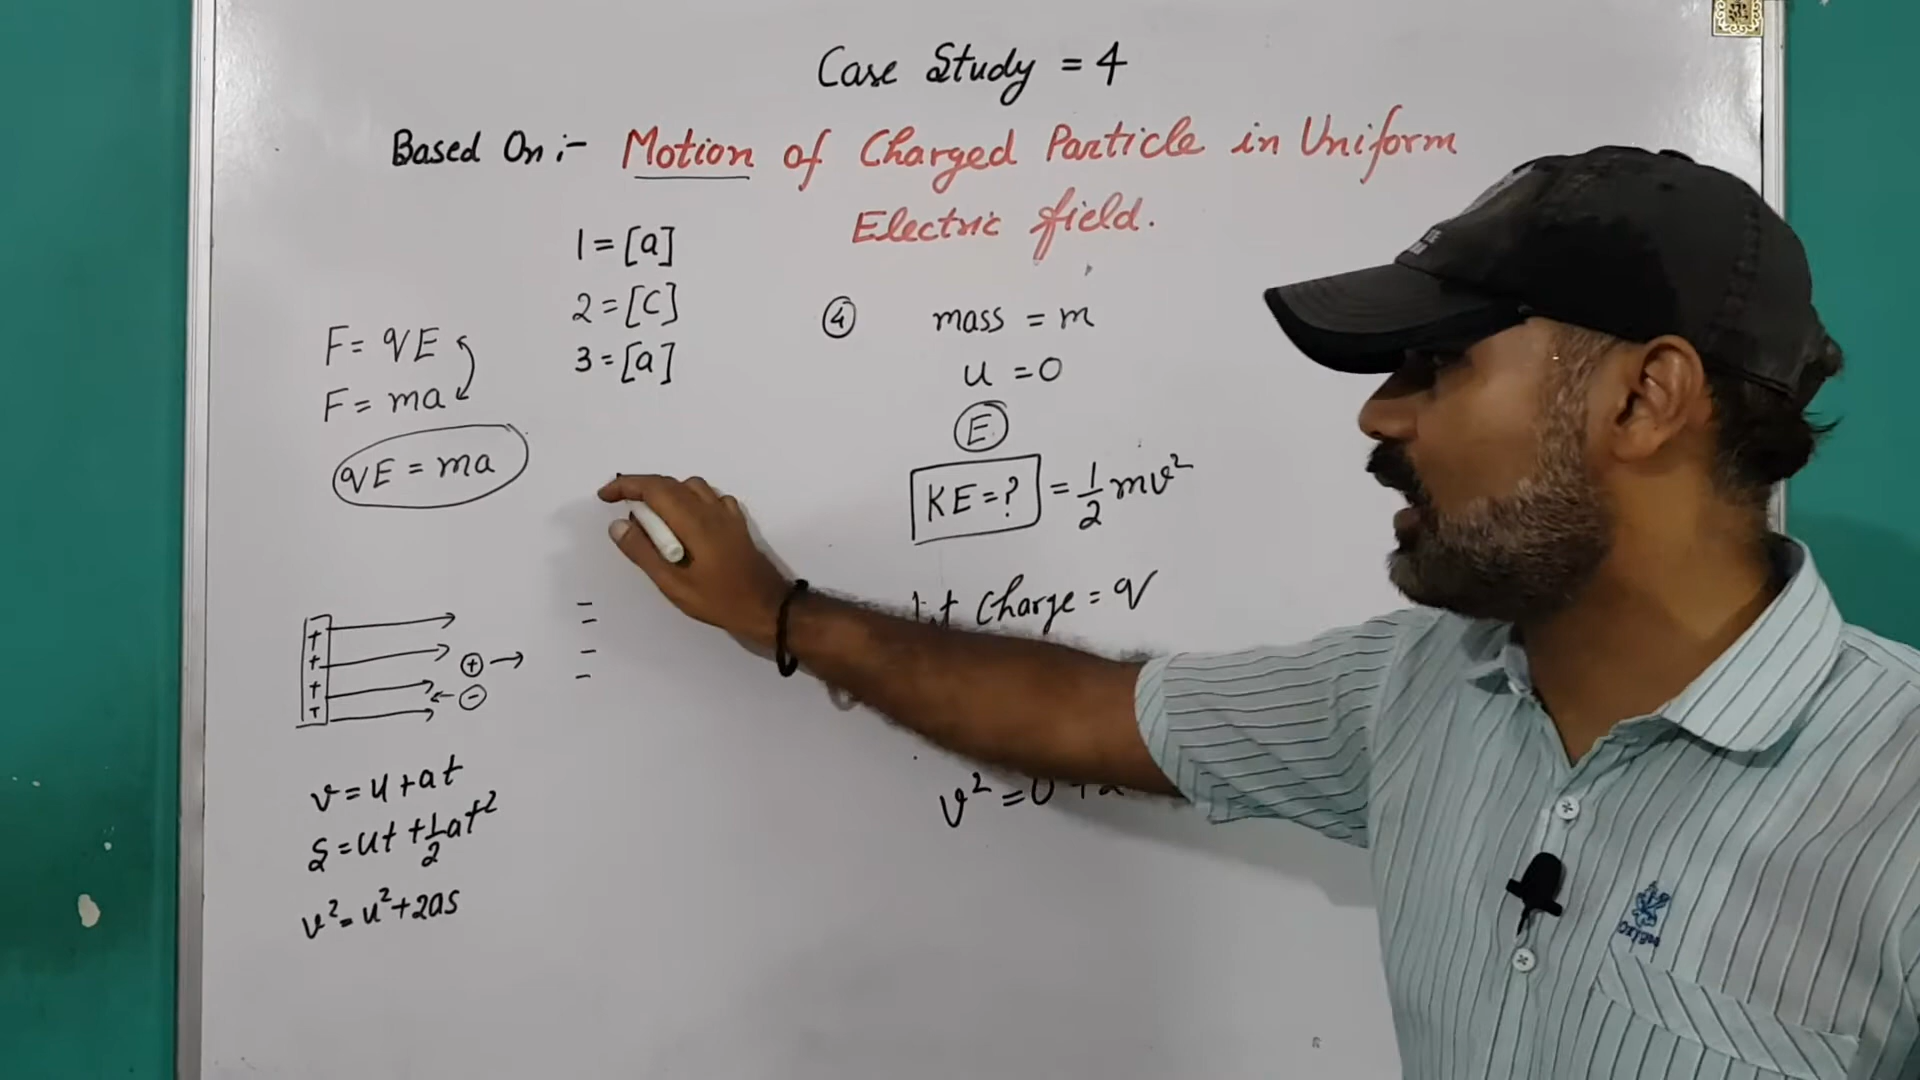 Case Study = 4
Based On :- Motion of Charged Particle in Uniform
Electric field.
1 = [a]
2 = [C]
3 = [a]
F = qE
F = ma
qE = ma
+
+
+
+
+ →
← -
-
-
-
-
v = u + at
S = ut + 1/2 at²
v² = u² + 2as
④ mass = m
u = 0
E
KE = ? = 1/2 mv²
Charge = q
v² = 0 +